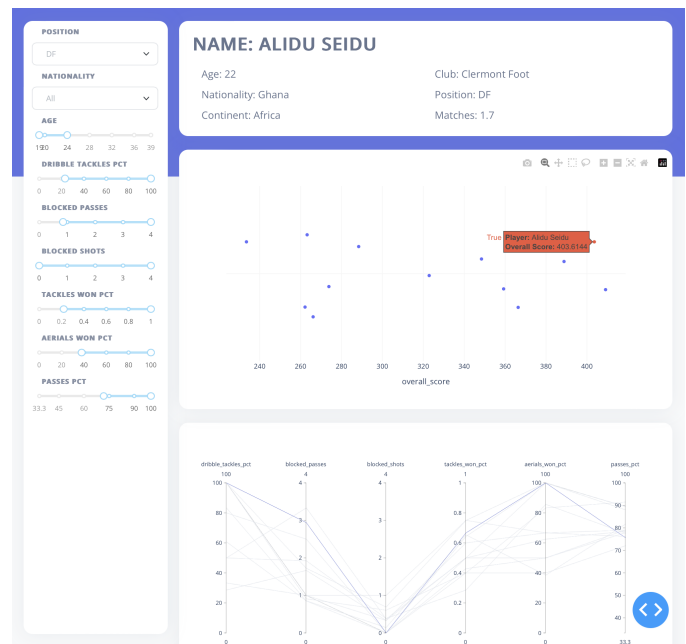 POSITION
DF
NATIONALITY
All
AGE
19 20 24 28 32 36 39
DRIBBLE TACKLES PCT
0 20 40 60 80 100
BLOCKED PASSES
0 1 2 3 4
BLOCKED SHOTS
0 1 2 3 4
TACKLES WON PCT
0 0.2 0.4 0.6 0.8 1
AERIALS WON PCT
0 20 40 60 80 100
PASSES PCT
33.3 45 60 75 90 100
NAME: ALIDU SEIDU
Age: 22
Nationality: Ghana
Continent: Africa
Club: Clermont Foot
Position: DF
Matches: 1.7
True Player: Alidu Seidu
Overall Score: 403.6144
240 260 280 300 320 340 360 380 400
overall_score
dribble_tackles_pct blocked_passes blocked_shots tackles_won_pct aerials_won_pct passes_pct
100 4 4 1 100 100
100 4 4 1 100 100
90
80 0.8 80 80
3 3
70
60 0.6 60
2 2 60
40 0.4 40
50
1 1
20 0.2 20
40
0 0 0 0 0
0 0 0 0 0 33.3